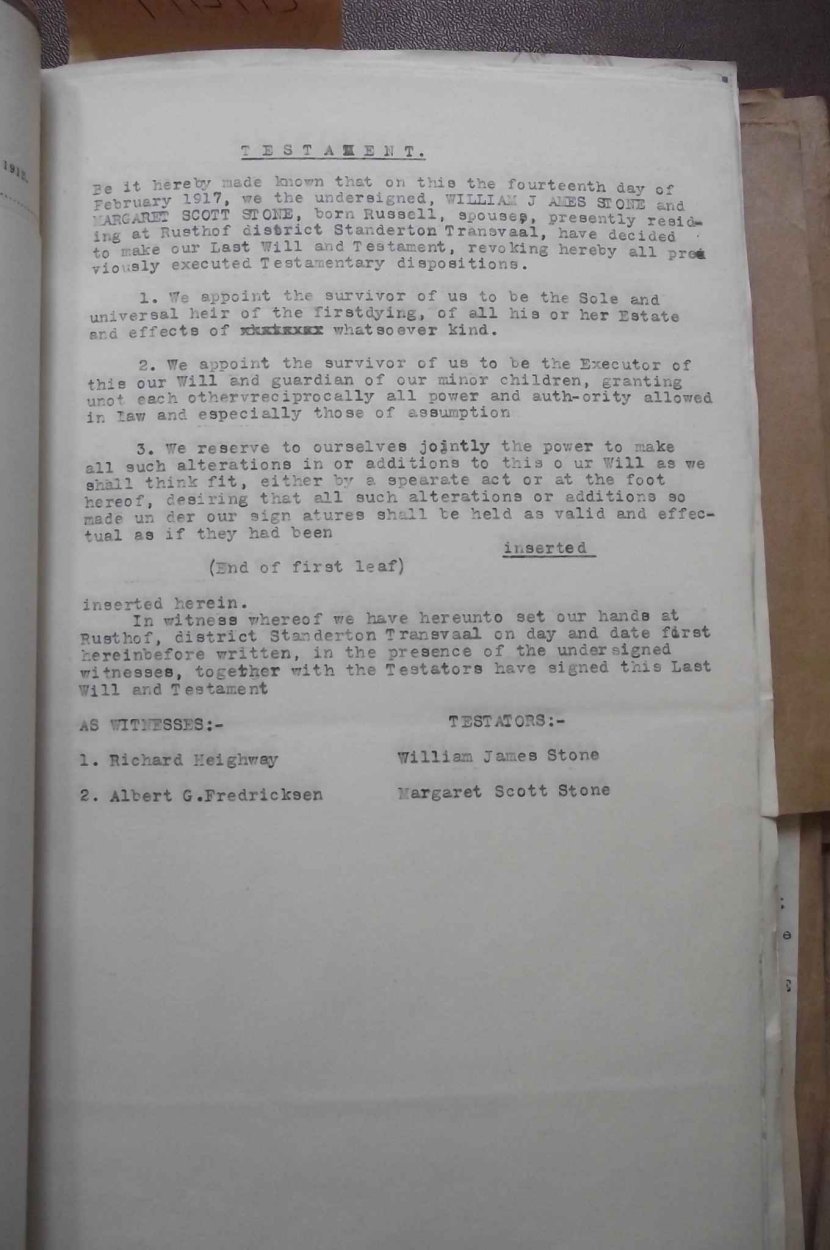 1918.
T E S T A M E N T.
Be it hereby made known that on this the fourteenth day of
February 1917, we the undersigned, WILLIAM J AMES STONE and
MARGARET SCOTT STONE, born Russell, spouses, presently resid-
ing at Rusthof district Standerton Transvaal, have decided
to make our Last Will and Testament, revoking hereby all pre
viously executed Testamentary dispositions.
1. We appoint the survivor of us to be the Sole and
universal heir of the firstdying, of all his or her Estate
and effects of whatsoever kind.
2. We appoint the survivor of us to be the Executor of
this our Will and guardian of our minor children, granting
unot each othervreciprocally all power and auth-ority allowed
in law and especially those of assumption
3. We reserve to ourselves jointly the power to make
all such alterations in or additions to this o ur Will as we
shall think fit, either by a spearate act or at the foot
hereof, desiring that all such alterations or additions so
made un der our sign atures shall be held as valid and effec-
tual as if they had been
inserted
(End of first leaf)
inserted herein.
In witness whereof we have hereunto set our hands at
Rusthof, district Standerton Transvaal on day and date first
hereinbefore written, in the presence of the undersigned
witnesses, together with the Testators have signed this Last
Will and Testament
AS WITNESSES:- TESTATORS:-
1. Richard Heighway William James Stone
2. Albert G.Fredricksen Margaret Scott Stone